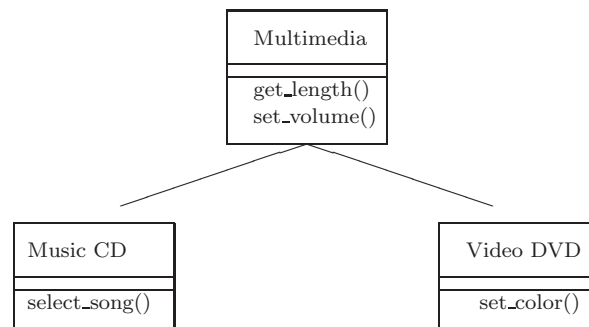 Multimedia
get_length()
set_volume()
Music CD
select_song()
Video DVD
set_color()